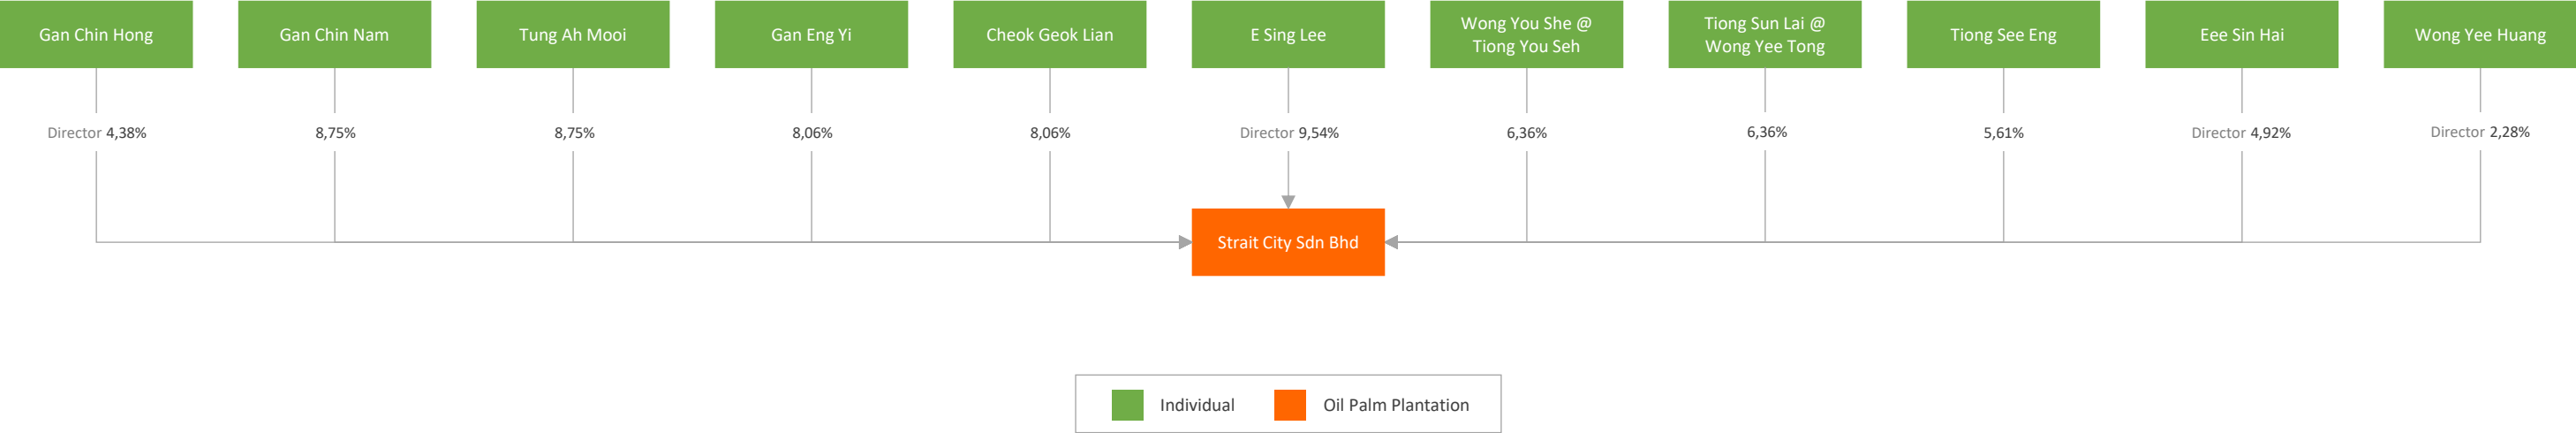 Gan Chin Hong
Gan Chin Nam
Tung Ah Mooi
Gan Eng Yi
Cheok Geok Lian
E Sing Lee
Wong You She @
Tiong You Seh
Tiong Sun Lai @
Wong Yee Tong
Tiong See Eng
Eee Sin Hai
Wong Yee Huang
Director 4,38%
8,75%
8,75%
8,06%
8,06%
Director 9,54%
6,36%
6,36%
5,61%
Director 4,92%
Director 2,28%
Strait City Sdn Bhd
Individual
Oil Palm Plantation